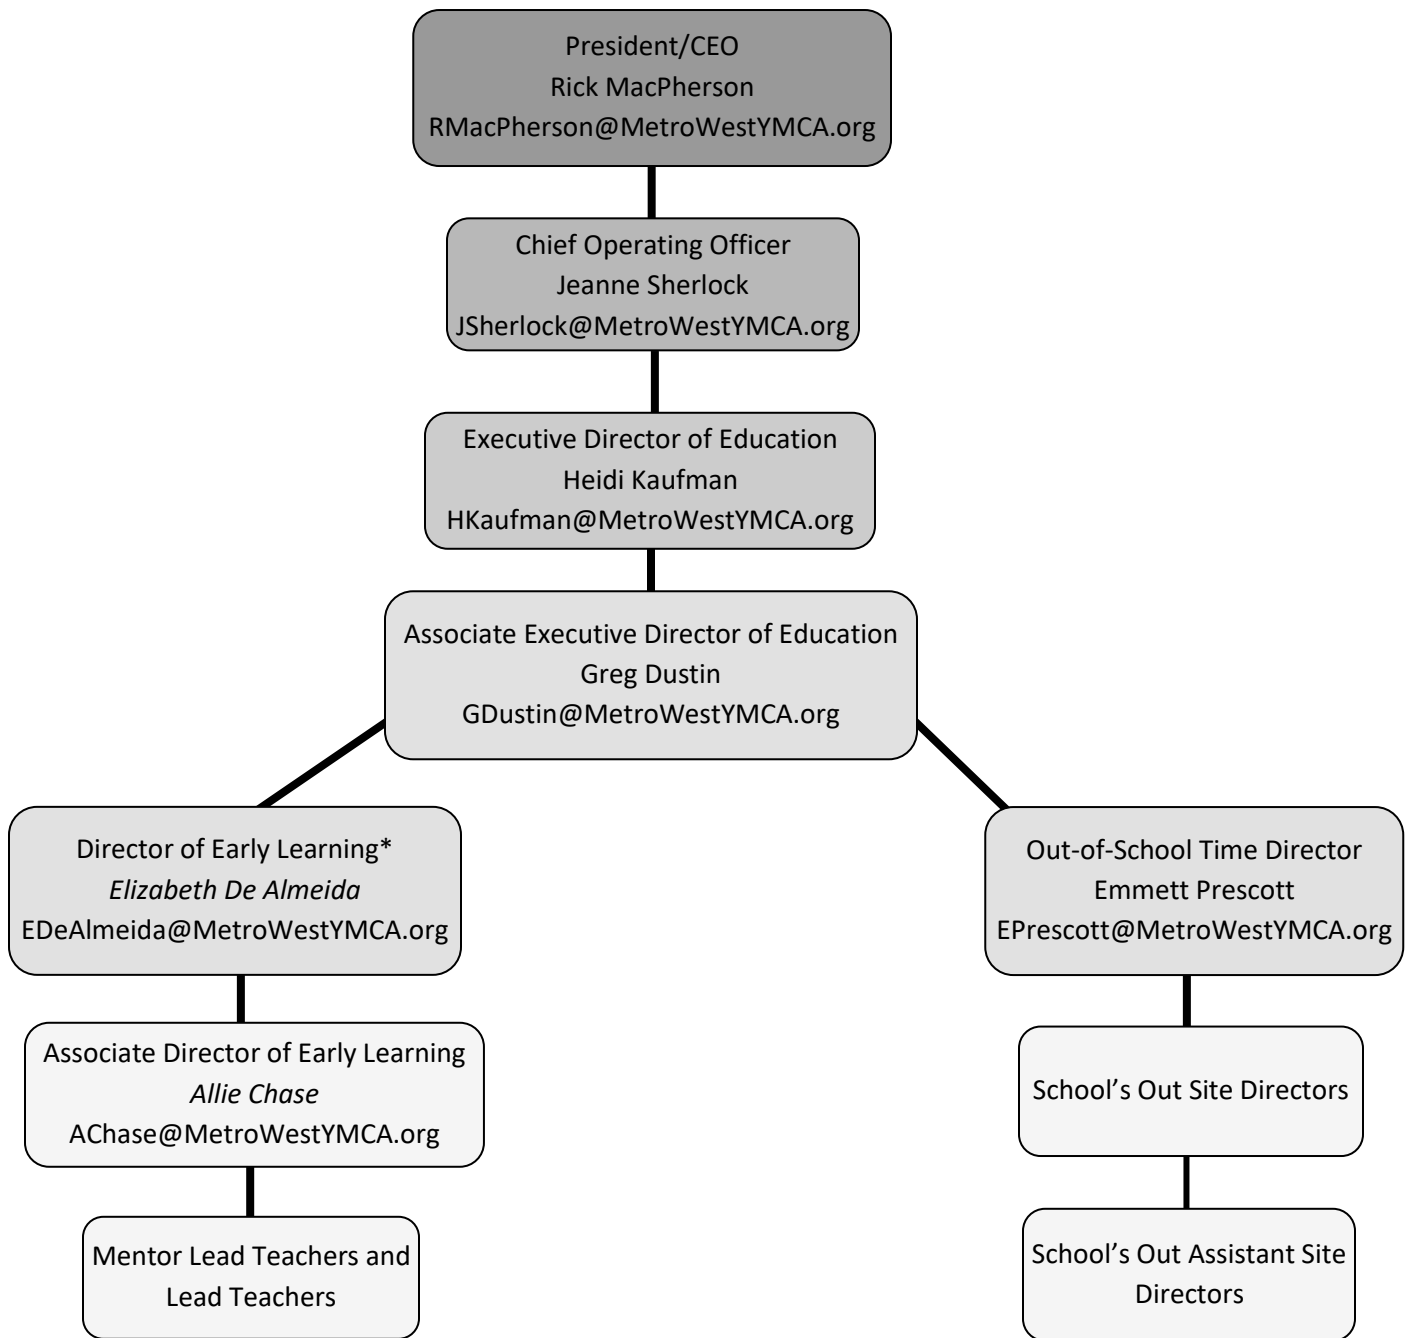 President/CEO
Rick MacPherson
RMacPherson@MetroWestYMCA.org
Chief Operating Officer
Jeanne Sherlock
JSherlock@MetroWestYMCA.org
Executive Director of Education
Heidi Kaufman
HKaufman@MetroWestYMCA.org
Associate Executive Director of Education
Greg Dustin
GDustin@MetroWestYMCA.org
Director of Early Learning*
Elizabeth De Almeida
EDeAlmeida@MetroWestYMCA.org
Associate Director of Early Learning
Allie Chase
AChase@MetroWestYMCA.org
Mentor Lead Teachers and
Lead Teachers
Out-of-School Time Director
Emmett Prescott
EPrescott@MetroWestYMCA.org
School’s Out Site Directors
School’s Out Assistant Site
Directors